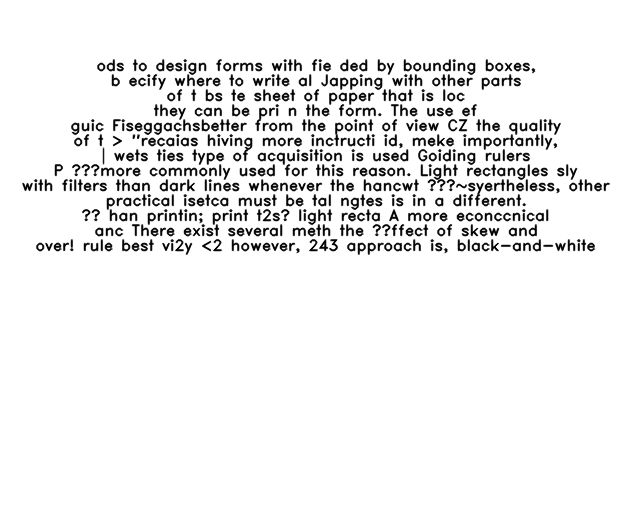 ods to design forms with fie ded by bounding boxes,
b ecify where to write al Japping with other parts
of t bs te sheet of paper that is loc
they can be pri n the form. The use ef
guic Fiseggachsbetter from the point of view CZ the quality
of t > "recaias hiving more inctructi id, meke importantly,
| wets ties type of acquisition is used Goiding rulers
P ???more commonly used for this reason. Light rectangles sly
with filters than dark lines whenever the hancwt ???~syertheless, other
practical isetca must be tal ngtes is in a different.
?? han printin; print t2s? light recta A more econccnical
anc There exist several meth the ??ffect of skew and
over! rule best vi2y <2 however, 243 approach is, black-and-white